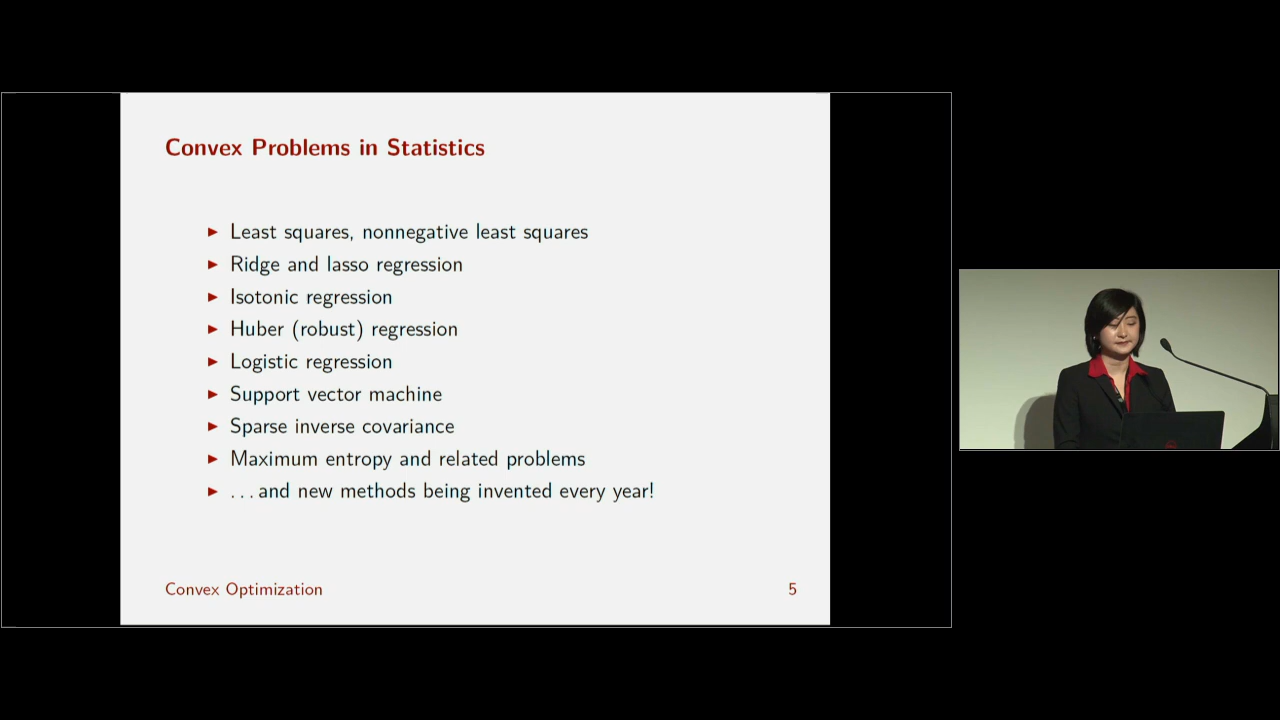 Convex Problems in Statistics
► Least squares, nonnegative least squares
► Ridge and lasso regression
► Isotonic regression
► Huber (robust) regression
► Logistic regression
► Support vector machine
► Sparse inverse covariance
► Maximum entropy and related problems
► ...and new methods being invented every year!
Convex Optimization 5